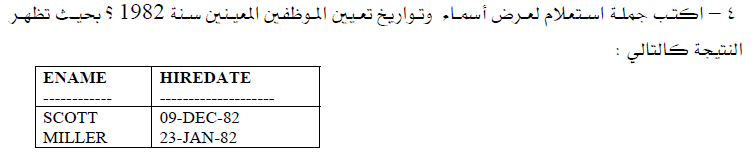 ٤ – اكتب جملة استعلام لعرض أسماء وتواريخ تعيين الموظفين المعينين سنة 1982 ؟ بحيث تظهر
النتيجة كالتالي :
ENAME HIREDATE
------------ --------------------
SCOTT 09-DEC-82
MILLER 23-JAN-82